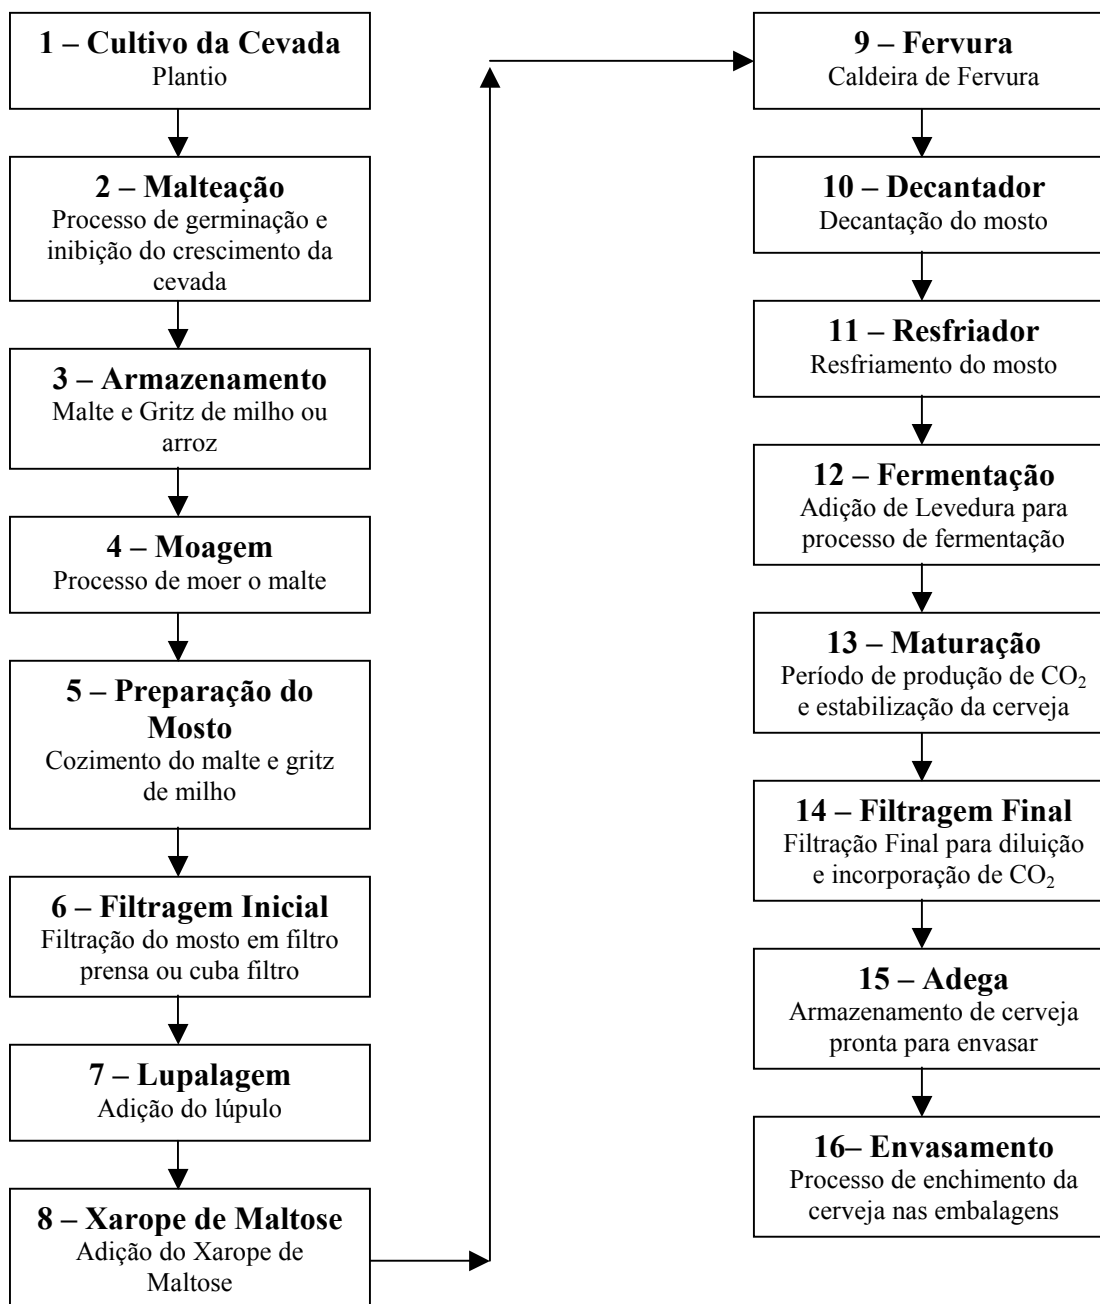 1 – Cultivo da Cevada
Plantio
2 – Malteação
Processo de germinação e
inibição do crescimento da
cevada
3 – Armazenamento
Malte e Gritz de milho ou
arroz
4 – Moagem
Processo de moer o malte
5 – Preparação do
Mosto
Cozimento do malte e gritz
de milho
6 – Filtragem Inicial
Filtração do mosto em filtro
prensa ou cuba filtro
7 – Lupalagem
Adição do lúpulo
8 – Xarope de Maltose
Adição do Xarope de
Maltose
9 – Fervura
Caldeira de Fervura
10 – Decantador
Decantação do mosto
11 – Resfriador
Resfriamento do mosto
12 – Fermentação
Adição de Levedura para
processo de fermentação
13 – Maturação
Período de produção de CO₂
e estabilização da cerveja
14 – Filtragem Final
Filtração Final para diluição
e incorporação de CO₂
15 – Adega
Armazenamento de cerveja
pronta para envasar
16– Envasamento
Processo de enchimento da
cerveja nas embalagens